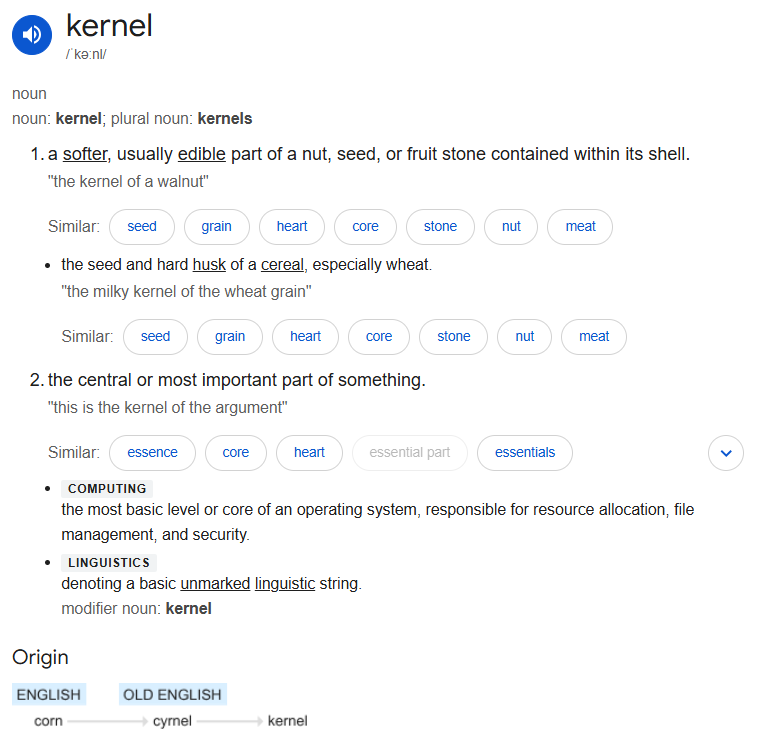 kernel
/ˈkəːnl/
noun
noun: kernel; plural noun: kernels
1. a softer, usually edible part of a nut, seed, or fruit stone contained within its shell.
"the kernel of a walnut"
Similar: seed grain heart core stone nut meat
• the seed and hard husk of a cereal, especially wheat.
"the milky kernel of the wheat grain"
Similar: seed grain heart core stone nut meat
2. the central or most important part of something.
"this is the kernel of the argument"
Similar: essence core heart essential part essentials
• COMPUTING
the most basic level or core of an operating system, responsible for resource allocation, file
management, and security.
• LINGUISTICS
denoting a basic unmarked linguistic string.
modifier noun: kernel
Origin
ENGLISH OLD ENGLISH
corn cyrnel kernel